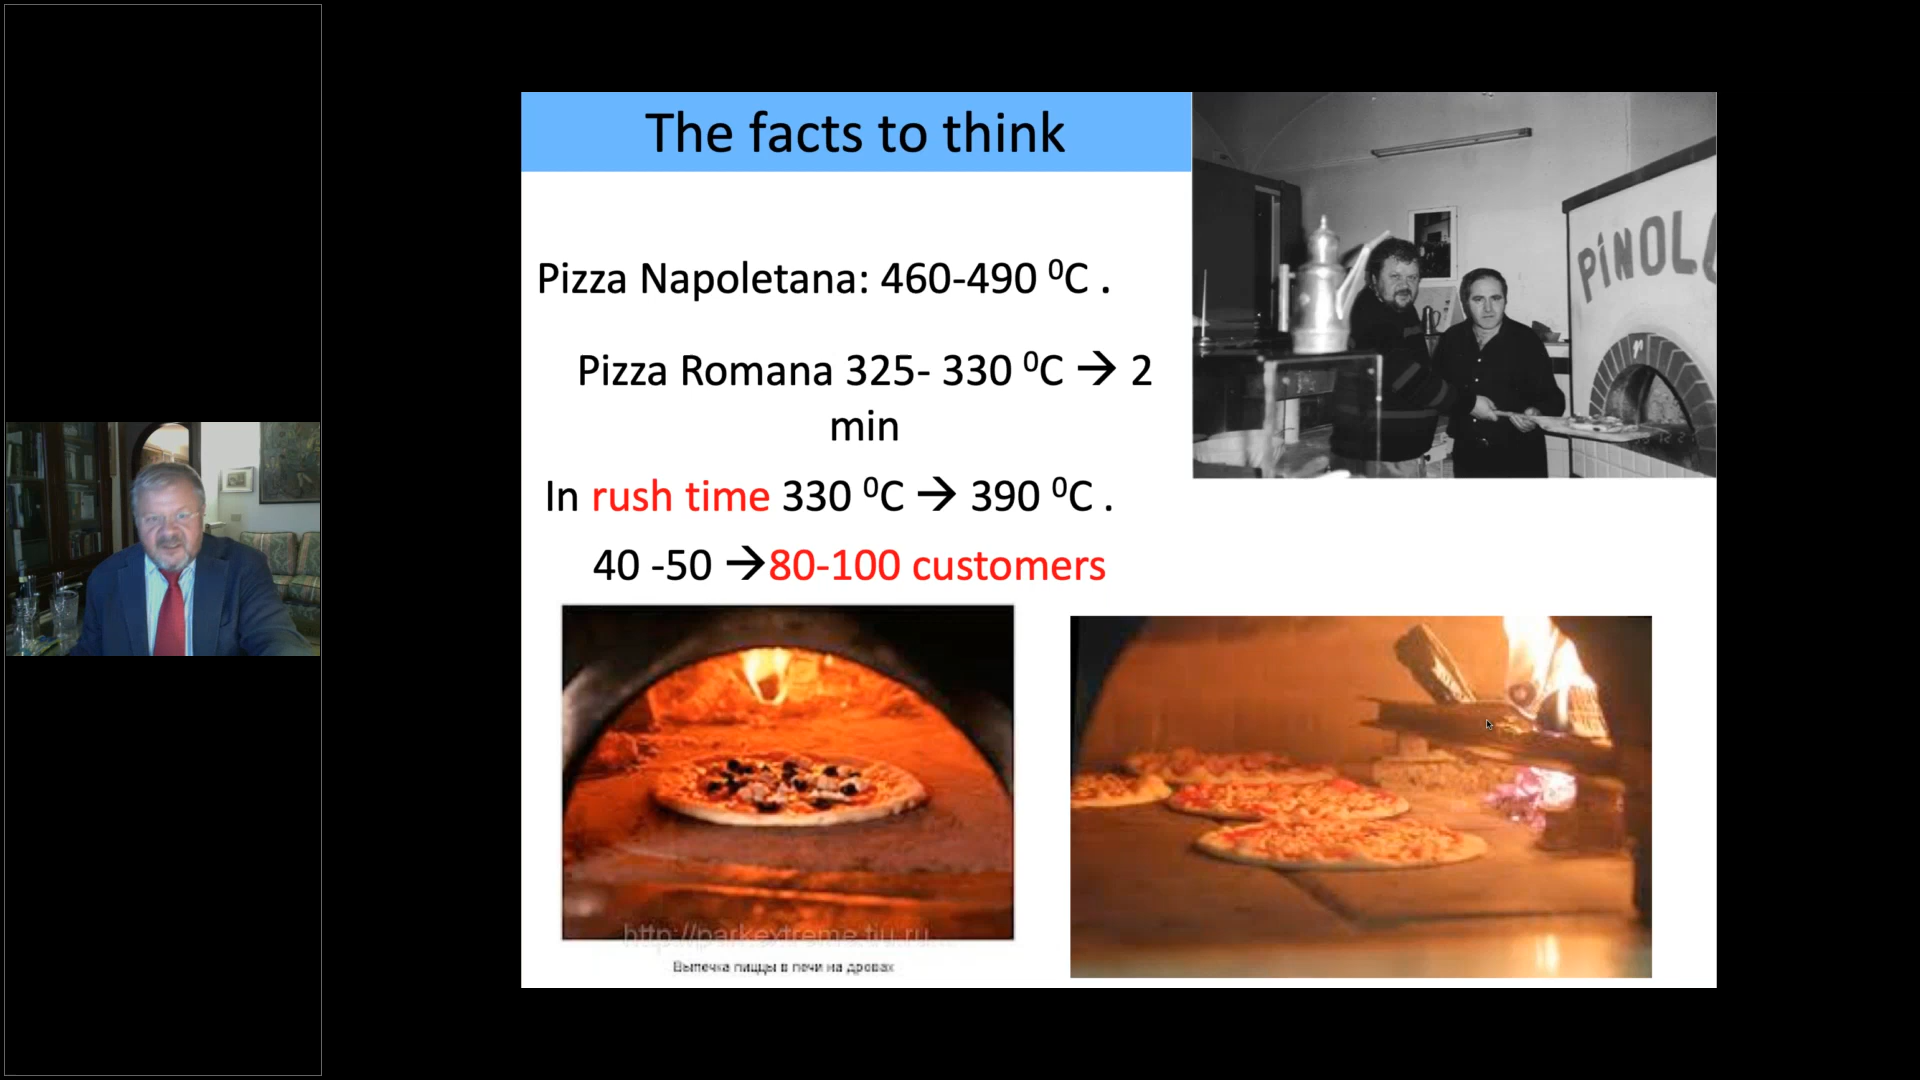 The facts to think
PINOL
Pizza Napoletana: 460-490 ⁰C .
Pizza Romana 325- 330 ⁰C → 2
min
In rush time 330 ⁰C → 390 ⁰C .
40 -50 →80-100 customers
http://parkextreme.tiu.ru
Выпечка пиццы в печи на дровах